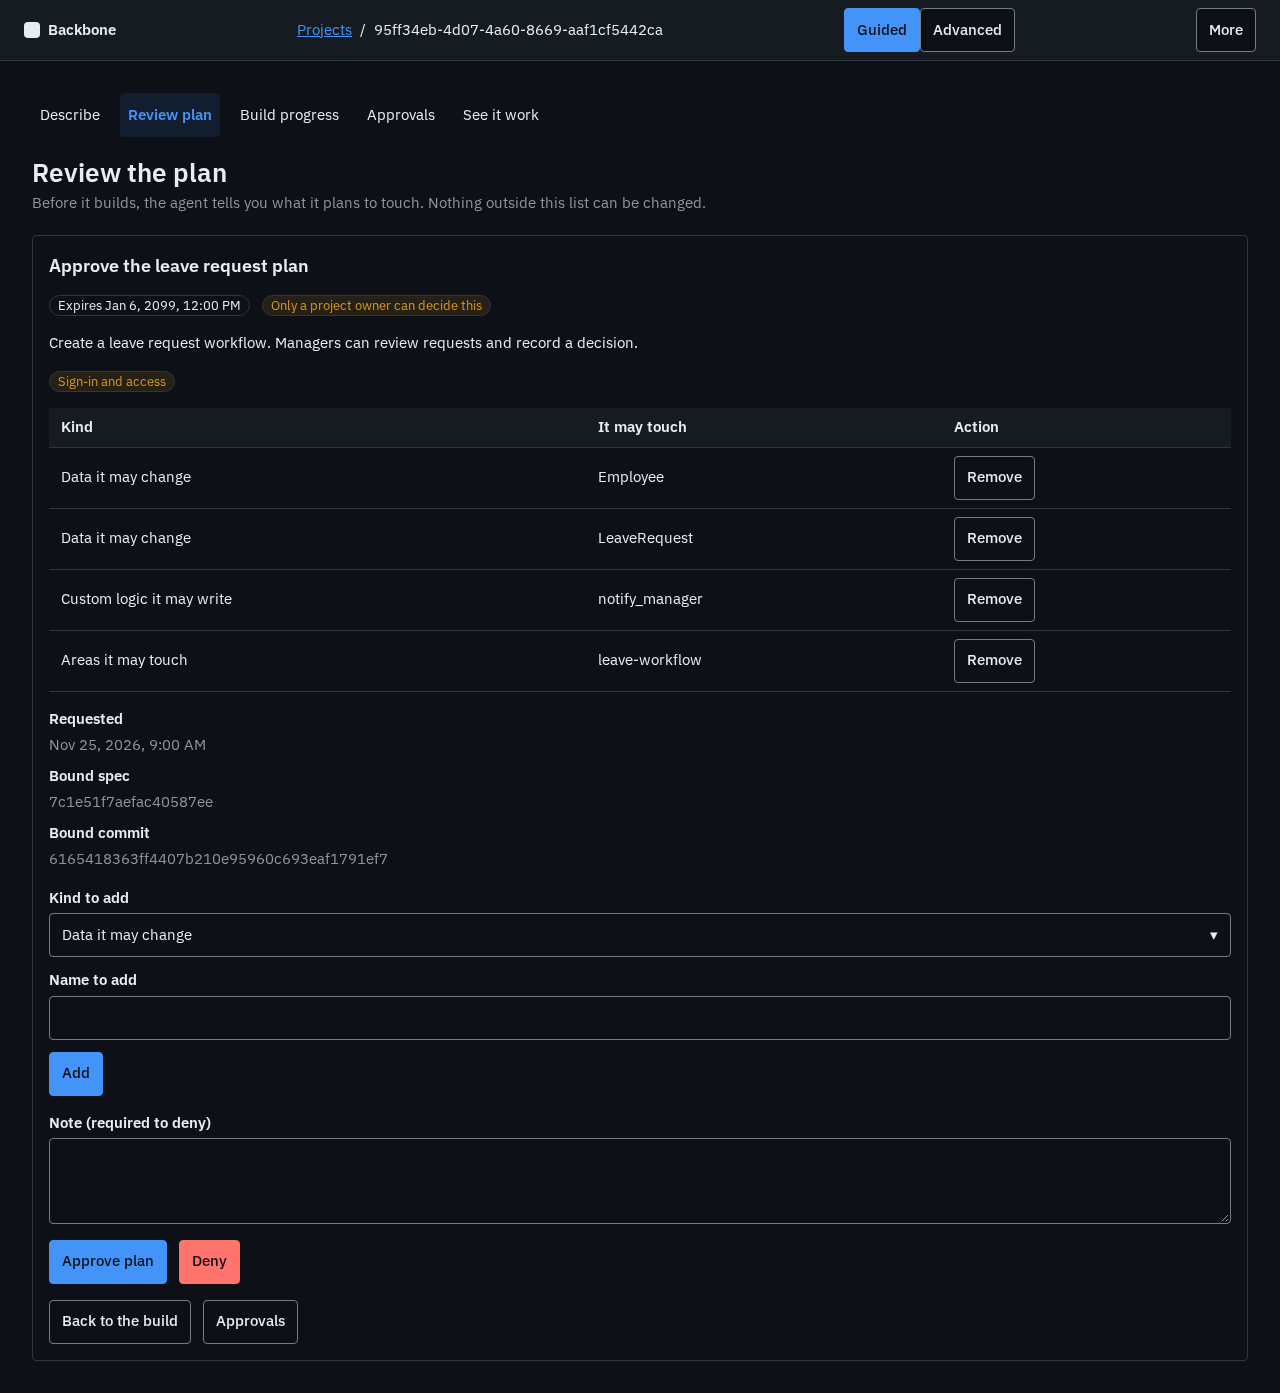 Backbone
Projects / 95ff34eb-4d07-4a60-8669-aaf1cf5442ca
Guided
Advanced
More
Describe
Review plan
Build progress
Approvals
See it work
Review the plan
Before it builds, the agent tells you what it plans to touch. Nothing outside this list can be changed.
Approve the leave request plan
Expires Jan 6, 2099, 12:00 PM
Only a project owner can decide this
Create a leave request workflow. Managers can review requests and record a decision.
Sign-in and access
Kind It may touch Action
Data it may change Employee Remove
Data it may change LeaveRequest Remove
Custom logic it may write notify_manager Remove
Areas it may touch leave-workflow Remove
Requested
Nov 25, 2026, 9:00 AM
Bound spec
7c1e51f7aefac40587ee
Bound commit
6165418363ff4407b210e95960c693eaf1791ef7
Kind to add
Data it may change
Name to add
Add
Note (required to deny)
Approve plan
Deny
Back to the build
Approvals